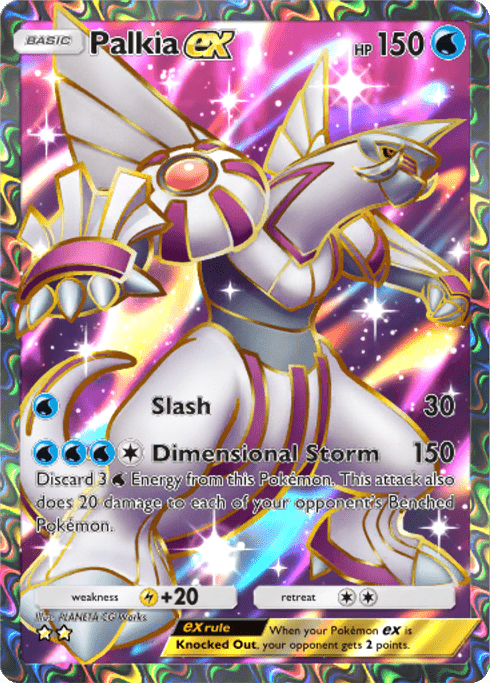 BASIC Palkia ex HP 150
Slash 30
Dimensional Storm 150
Discard 3 Energy from this Pokémon. This attack also
does 20 damage to each of your opponent's Benched
Pokémon.
weakness +20 retreat
Illus. PLANETA CG Works
ex rule When your Pokémon ex is
Knocked Out, your opponent gets 2 points.